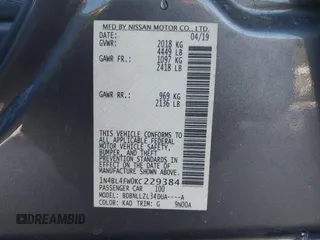 MFD BY NISSAN MOTOR CO., LTD.
DATE: 04/19
GVWR: 2018 KG
4449 LB
GAWR FR.: 1097 KG
2418 LB
GAWR RR.: 969 KG
2136 LB
THIS VEHICLE CONFORMS TO ALL
APPLICABLE U.S. FEDERAL
MOTOR VEHICLE SAFETY,
BUMPER, AND THEFT
PREVENTION STANDARDS IN
EFFECT ON THE DATE OF
MANUFACTURE SHOWN ABOVE.
1N4BL4FW0KC229384
PASSENGER CAR 100
MODEL: BDBNLLZL34DUA----A
COLOR: KAD TRIM: G 9N00A
DREAMBID